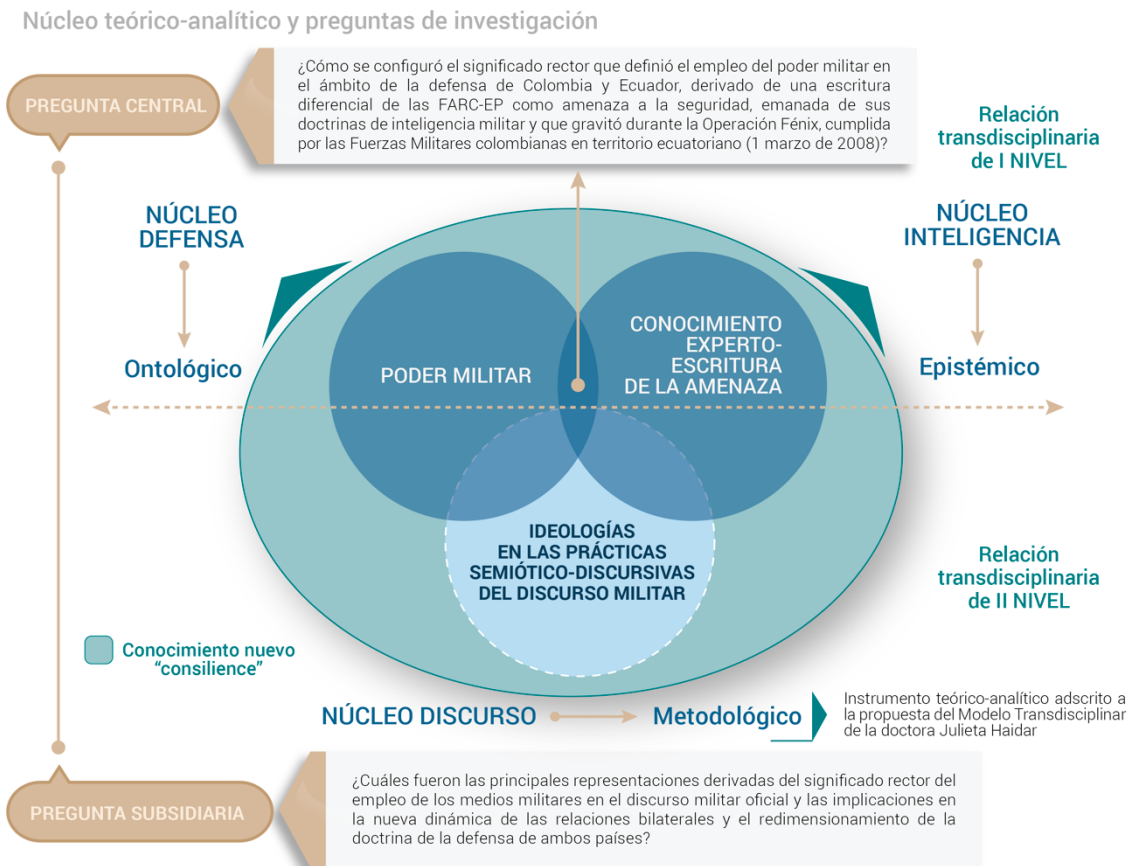 Núcleo teórico-analítico y preguntas de investigación
PREGUNTA CENTRAL
¿Cómo se configuró el significado rector que definió el empleo del poder militar en
el ámbito de la defensa de Colombia y Ecuador, derivado de una escritura
diferencial de las FARC-EP como amenaza a la seguridad, emanada de sus
doctrinas de inteligencia militar y que gravitó durante la Operación Fénix, cumplida
por las Fuerzas Militares colombianas en territorio ecuatoriano (1 marzo de 2008)?
Relación
transdisciplinaria
de I NIVEL
NÚCLEO
DEFENSA
NÚCLEO
INTELIGENCIA
Ontológico
PODER MILITAR
CONOCIMIENTO
EXPERTO-
ESCRITURA
DE LA AMENAZA
Epistémico
IDEOLOGÍAS
EN LAS PRÁCTICAS
SEMIÓTICO-DISCURSIVAS
DEL DISCURSO MILITAR
Relación
transdisciplinaria
de II NIVEL
Conocimiento nuevo
“consilience”
NÚCLEO DISCURSO
Metodológico
Instrumento teórico-analítico adscrito a
la propuesta del Modelo Transdisciplinar
de la doctora Julieta Haidar
PREGUNTA SUBSIDIARIA
¿Cuáles fueron las principales representaciones derivadas del significado rector del
empleo de los medios militares en el discurso militar oficial y las implicaciones en
la nueva dinámica de las relaciones bilaterales y el redimensionamiento de la
doctrina de la defensa de ambos países?